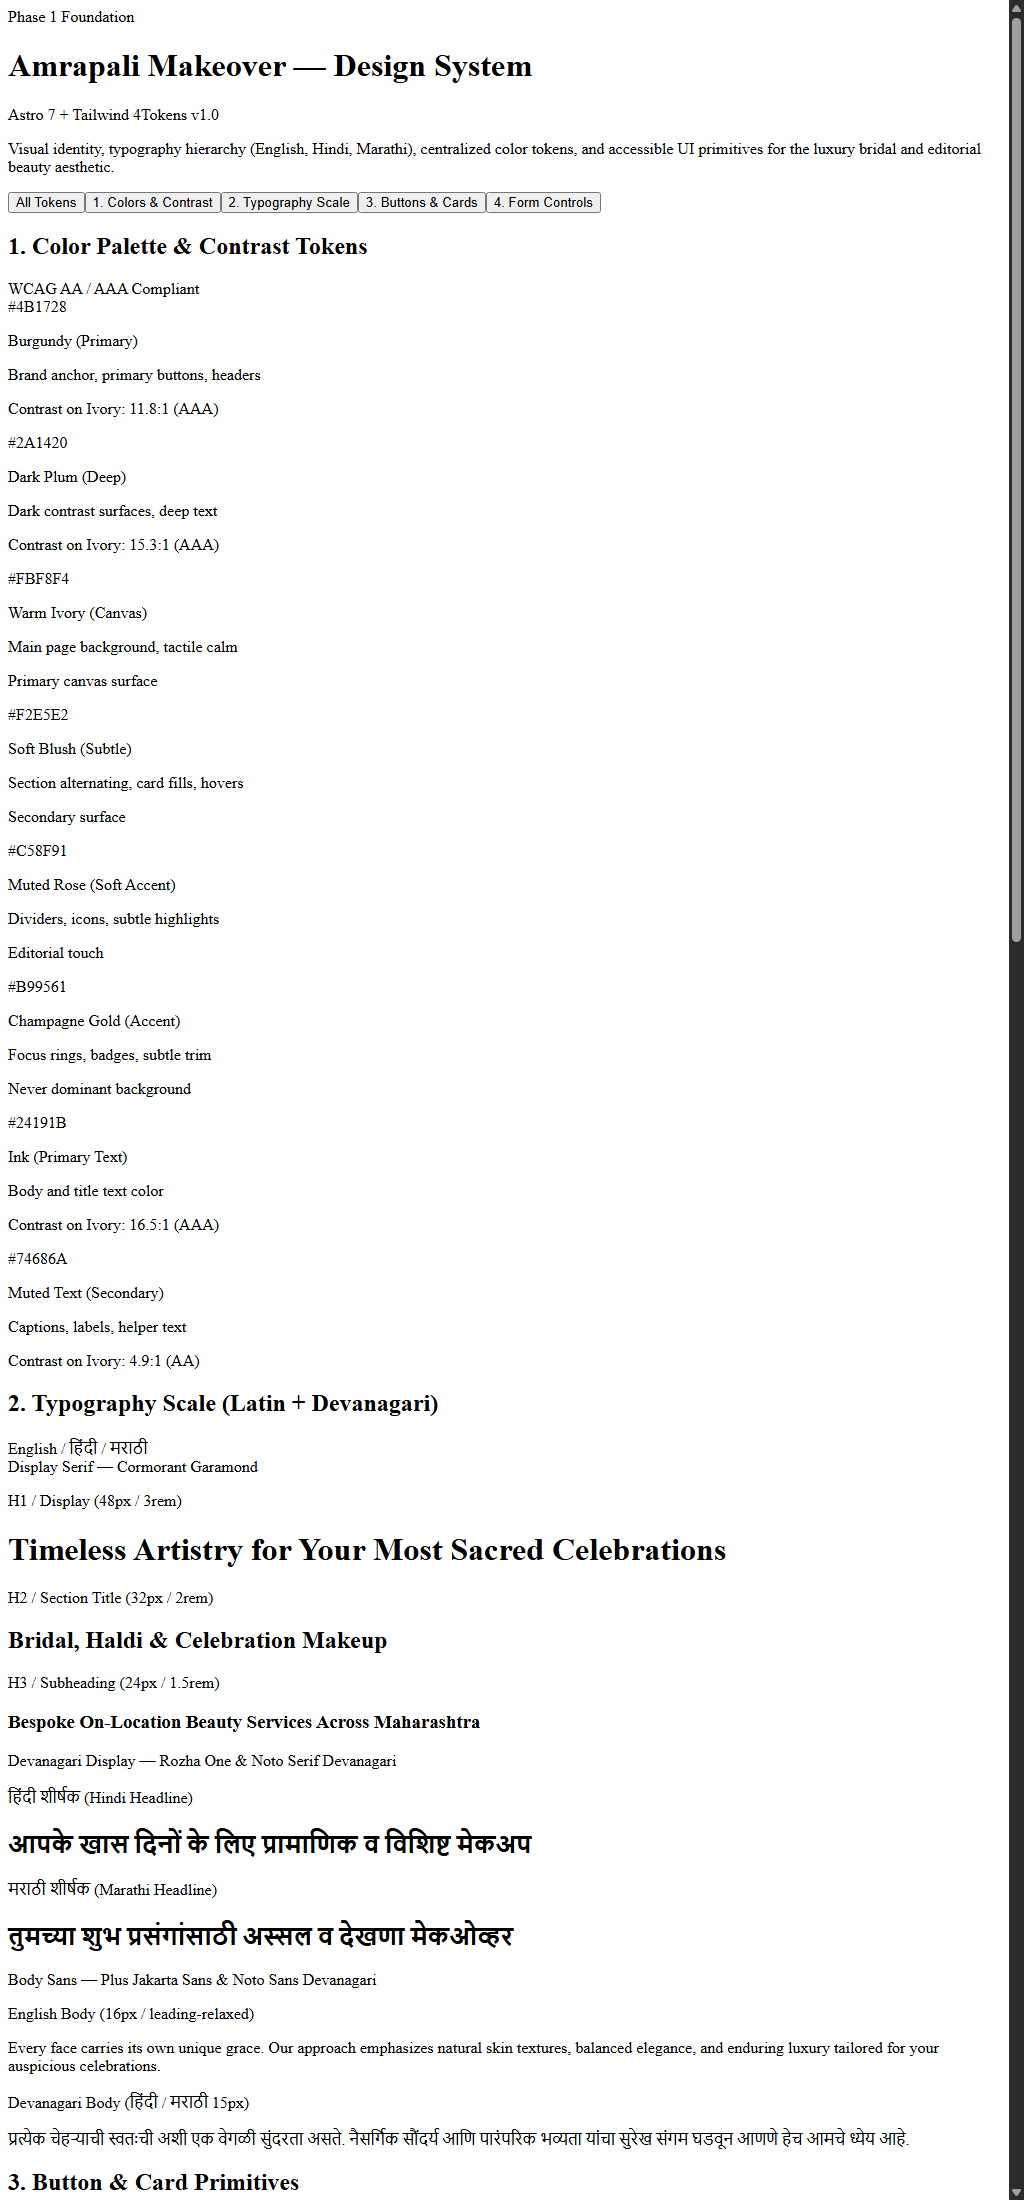 Phase 1 Foundation
Amrapali Makeover — Design System
Astro 7 + Tailwind 4Tokens v1.0
Visual identity, typography hierarchy (English, Hindi, Marathi), centralized color tokens, and accessible UI primitives for the luxury bridal and editorial
beauty aesthetic.
All Tokens 1. Colors & Contrast 2. Typography Scale 3. Buttons & Cards 4. Form Controls
1. Color Palette & Contrast Tokens
WCAG AA / AAA Compliant
#4B1728
Burgundy (Primary)
Brand anchor, primary buttons, headers
Contrast on Ivory: 11.8:1 (AAA)
#2A1420
Dark Plum (Deep)
Dark contrast surfaces, deep text
Contrast on Ivory: 15.3:1 (AAA)
#FBF8F4
Warm Ivory (Canvas)
Main page background, tactile calm
Primary canvas surface
#F2E5E2
Soft Blush (Subtle)
Section alternating, card fills, hovers
Secondary surface
#C58F91
Muted Rose (Soft Accent)
Dividers, icons, subtle highlights
Editorial touch
#B99561
Champagne Gold (Accent)
Focus rings, badges, subtle trim
Never dominant background
#24191B
Ink (Primary Text)
Body and title text color
Contrast on Ivory: 16.5:1 (AAA)
#74686A
Muted Text (Secondary)
Captions, labels, helper text
Contrast on Ivory: 4.9:1 (AA)
2. Typography Scale (Latin + Devanagari)
English / हिंदी / मराठी
Display Serif — Cormorant Garamond
H1 / Display (48px / 3rem)
Timeless Artistry for Your Most Sacred Celebrations
H2 / Section Title (32px / 2rem)
Bridal, Haldi & Celebration Makeup
H3 / Subheading (24px / 1.5rem)
Bespoke On-Location Beauty Services Across Maharashtra
Devanagari Display — Rozha One & Noto Serif Devanagari
हिंदी शीर्षक (Hindi Headline)
आपके खास दिनों के लिए प्रामाणिक व विशिष्ट मेकअप
मराठी शीर्षक (Marathi Headline)
तुमच्या शुभ प्रसंगांसाठी अस्सल व देखणा मेकओव्हर
Body Sans — Plus Jakarta Sans & Noto Sans Devanagari
English Body (16px / leading-relaxed)
Every face carries its own unique grace. Our approach emphasizes natural skin textures, balanced elegance, and enduring luxury tailored for your
auspicious celebrations.
Devanagari Body (हिंदी / मराठी 15px)
प्रत्येक चेहऱ्याची स्वतःची अशी एक वेगळी सुंदरता असते. नैसर्गिक सौंदर्य आणि पारंपरिक भव्यता यांचा सुरेख संगम घडवून आणणे हेच आमचे ध्येय आहे.
3. Button & Card Primitives